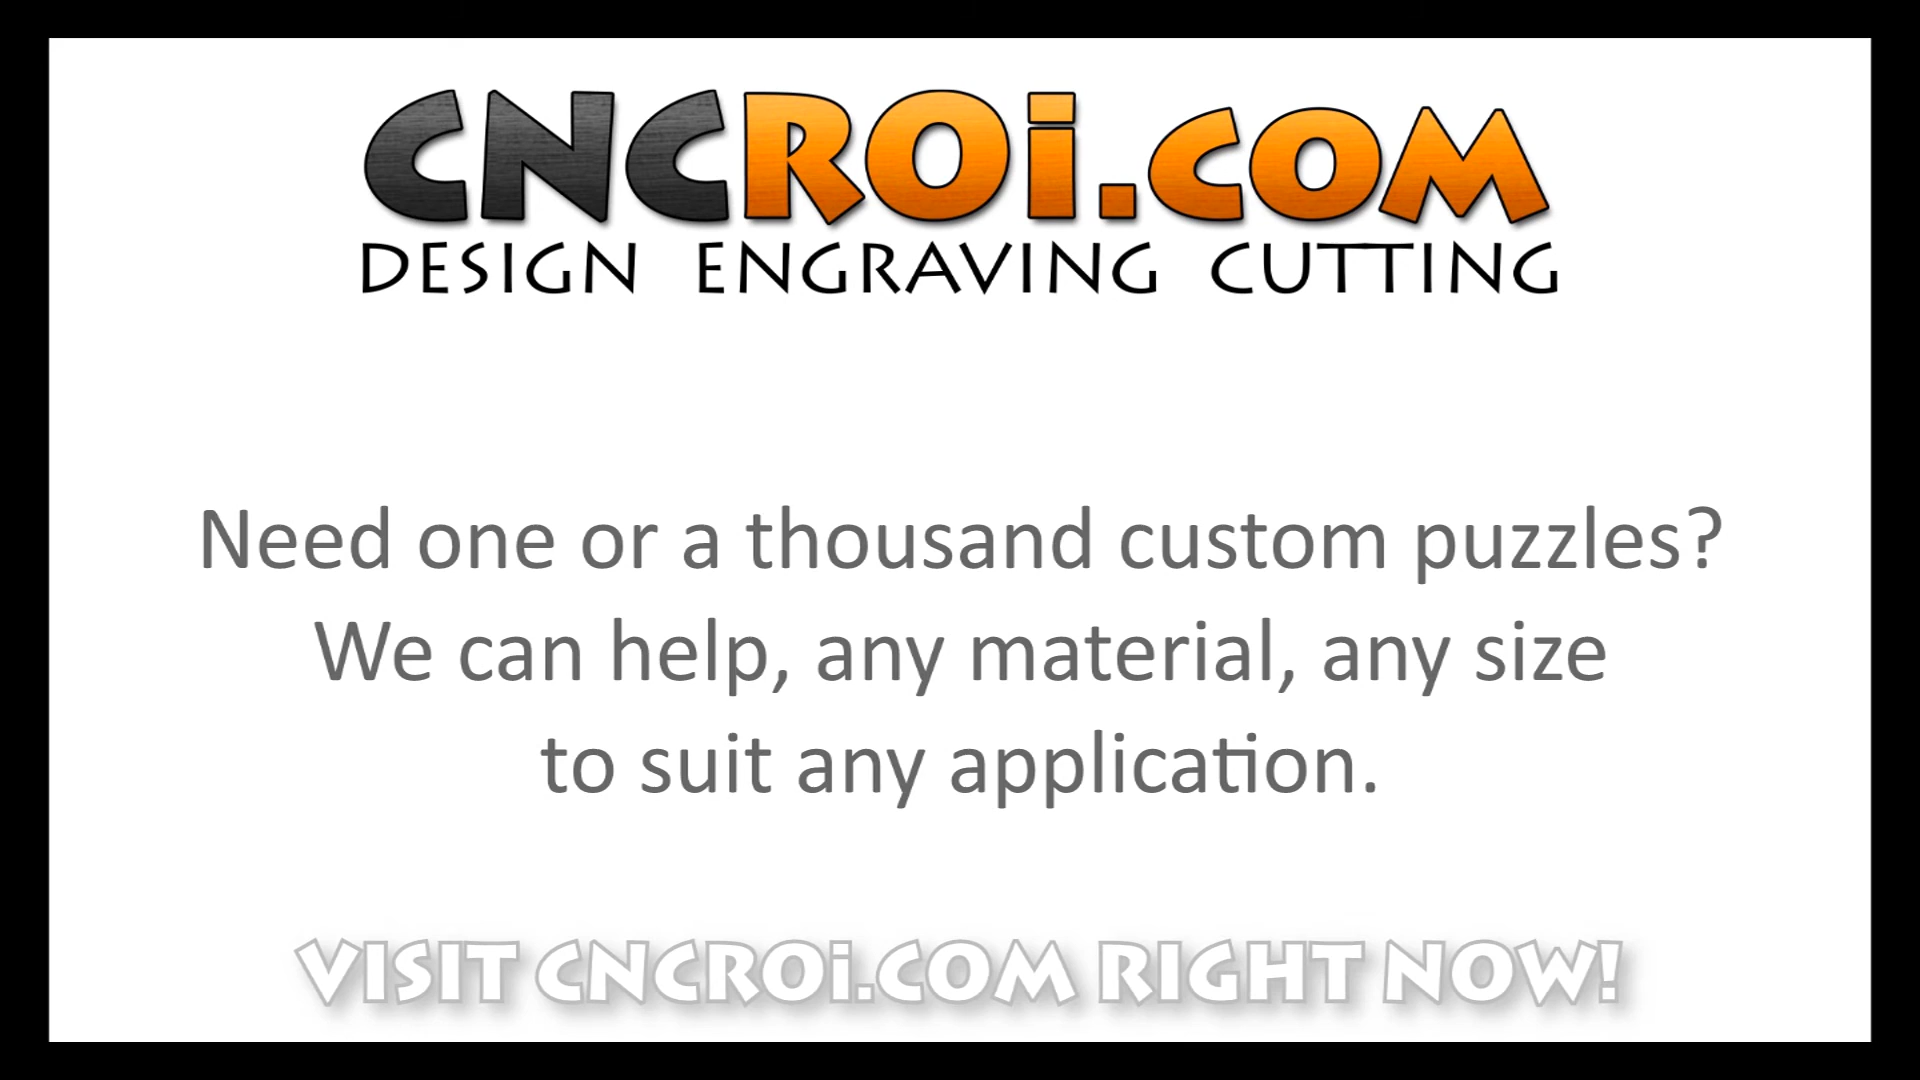 CNCROi.COM
DESIGN ENGRAVING CUTTING
Need one or a thousand custom puzzles?
We can help, any material, any size
to suit any application.
VISIT CNCROi.COM RIGHT NOW!